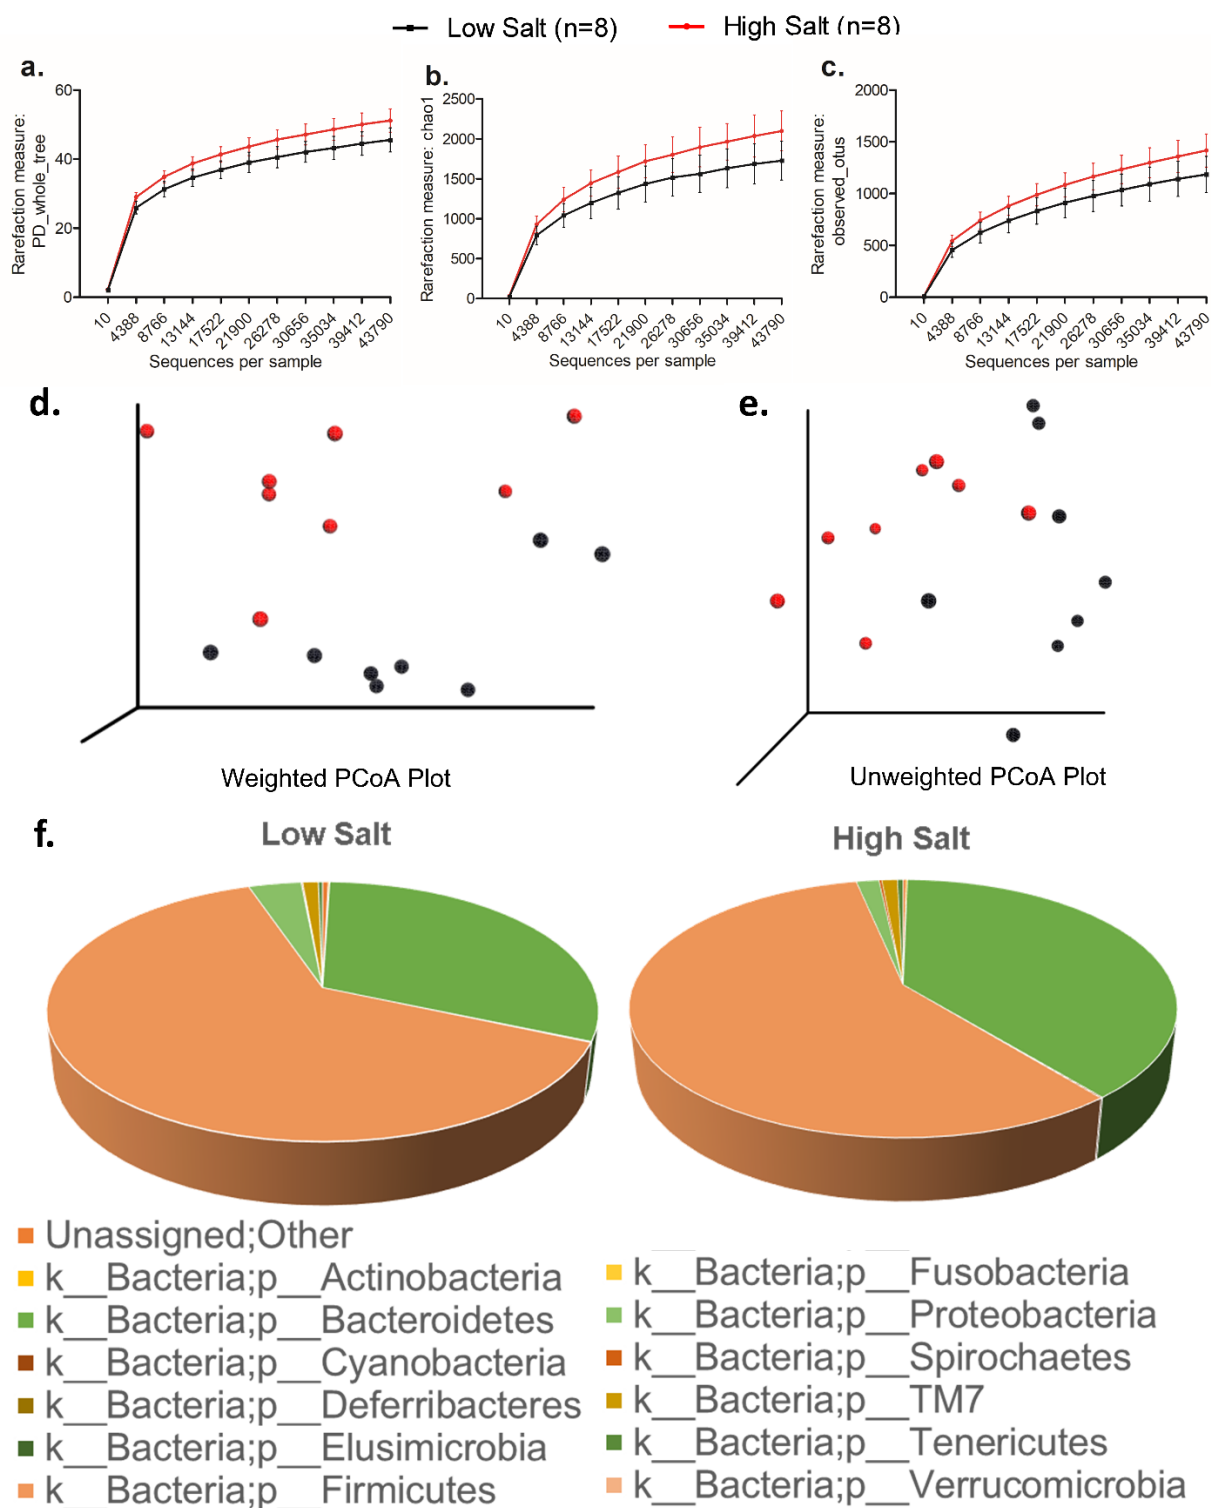 Low Salt (n=8) High Salt (n=8)
a.
Rarefaction measure:
PD_whole_tree
60
40
20
0
10 4388 8766 13144 17522 21900 26278 30656 35034 39412 43790
Sequences per sample
b.
Rarefaction measure: chao1
2500
2000
1500
1000
500
0
10 4388 8766 13144 17522 21900 26278 30656 35034 39412 43790
Sequences per sample
c.
Rarefaction measure:
observed_otus
2000
1500
1000
500
0
10 4388 8766 13144 17522 21900 26278 30656 35034 39412 43790
Sequences per sample
d.
Weighted PCoA Plot
e.
Unweighted PCoA Plot
f.
Low Salt
High Salt
Unassigned;Other
k__Bacteria;p__Actinobacteria
k__Bacteria;p__Bacteroidetes
k__Bacteria;p__Cyanobacteria
k__Bacteria;p__Deferribacteres
k__Bacteria;p__Elusimicrobia
k__Bacteria;p__Firmicutes
k__Bacteria;p__Fusobacteria
k__Bacteria;p__Proteobacteria
k__Bacteria;p__Spirochaetes
k__Bacteria;p__TM7
k__Bacteria;p__Tenericutes
k__Bacteria;p__Verrucomicrobia